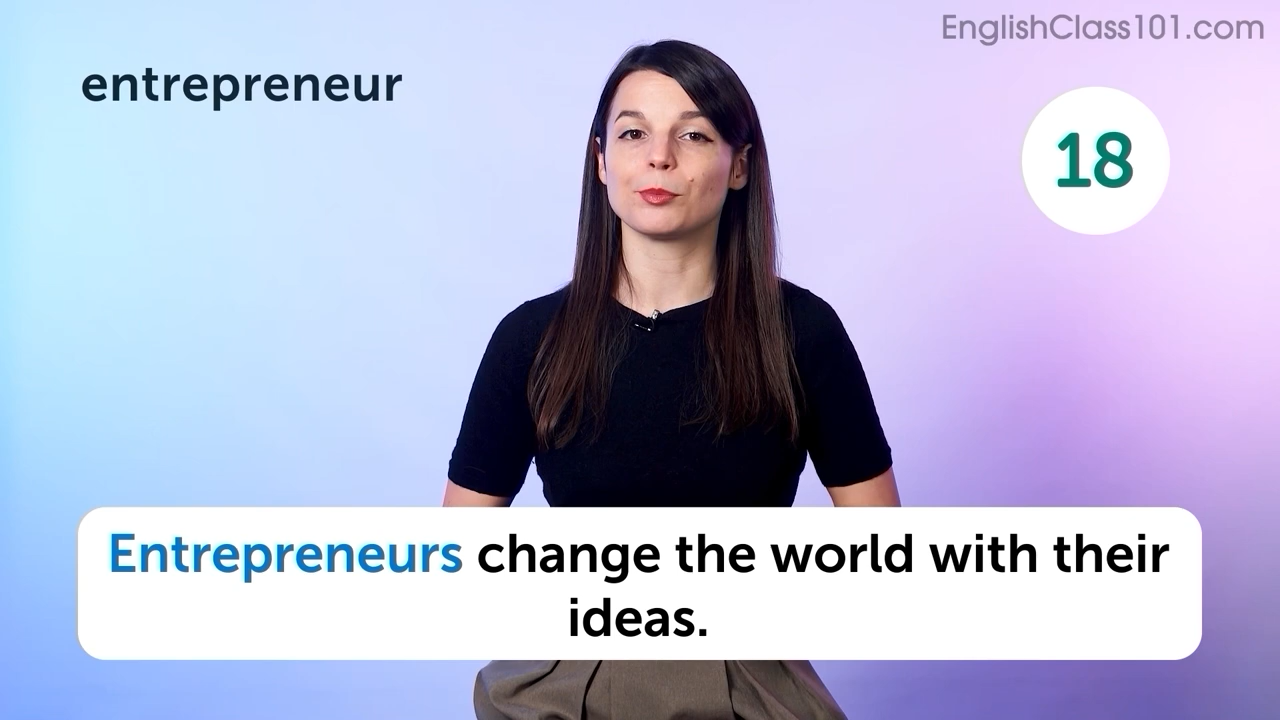 EnglishClass101.com
entrepreneur
18
Entrepreneurs change the world with their
ideas.